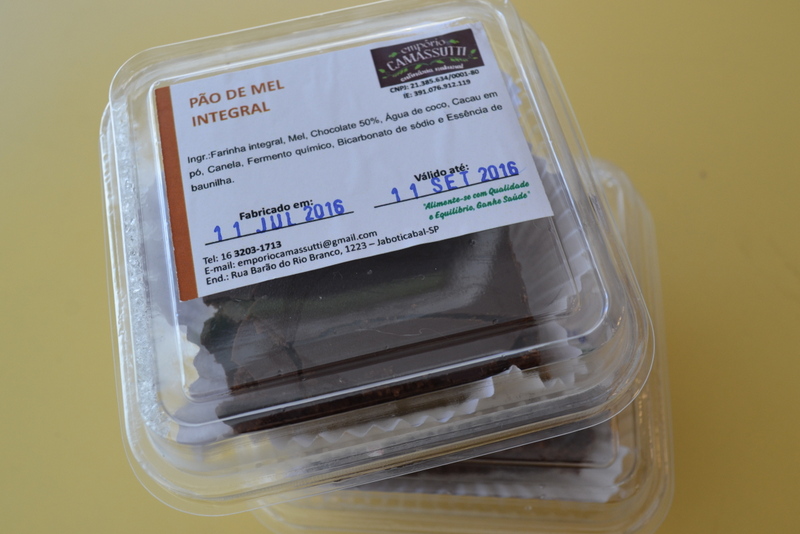 empório
CAMASSUTTI
CNPJ: 21.385.634/0001-80
IE: 391.076.912.119
PÃO DE MEL
INTEGRAL
Ingr.:Farinha integral, Mel, Chocolate 50%, Água de coco, Cacau em
pó, Canela, Fermento químico, Bicarbonato de sódio e Essência de
baunilha.
Fabricado em:
11 JUL 2016
Válido até:
11 SET 2016
"Alimente-se com Qualidade
e Equilíbrio, Ganhe Saúde"
Tel: 16 3203-1713
E-mail: emporiocamassutti@gmail.com
End.: Rua Barão do Rio Branco, 1223 – Jaboticabal-SP